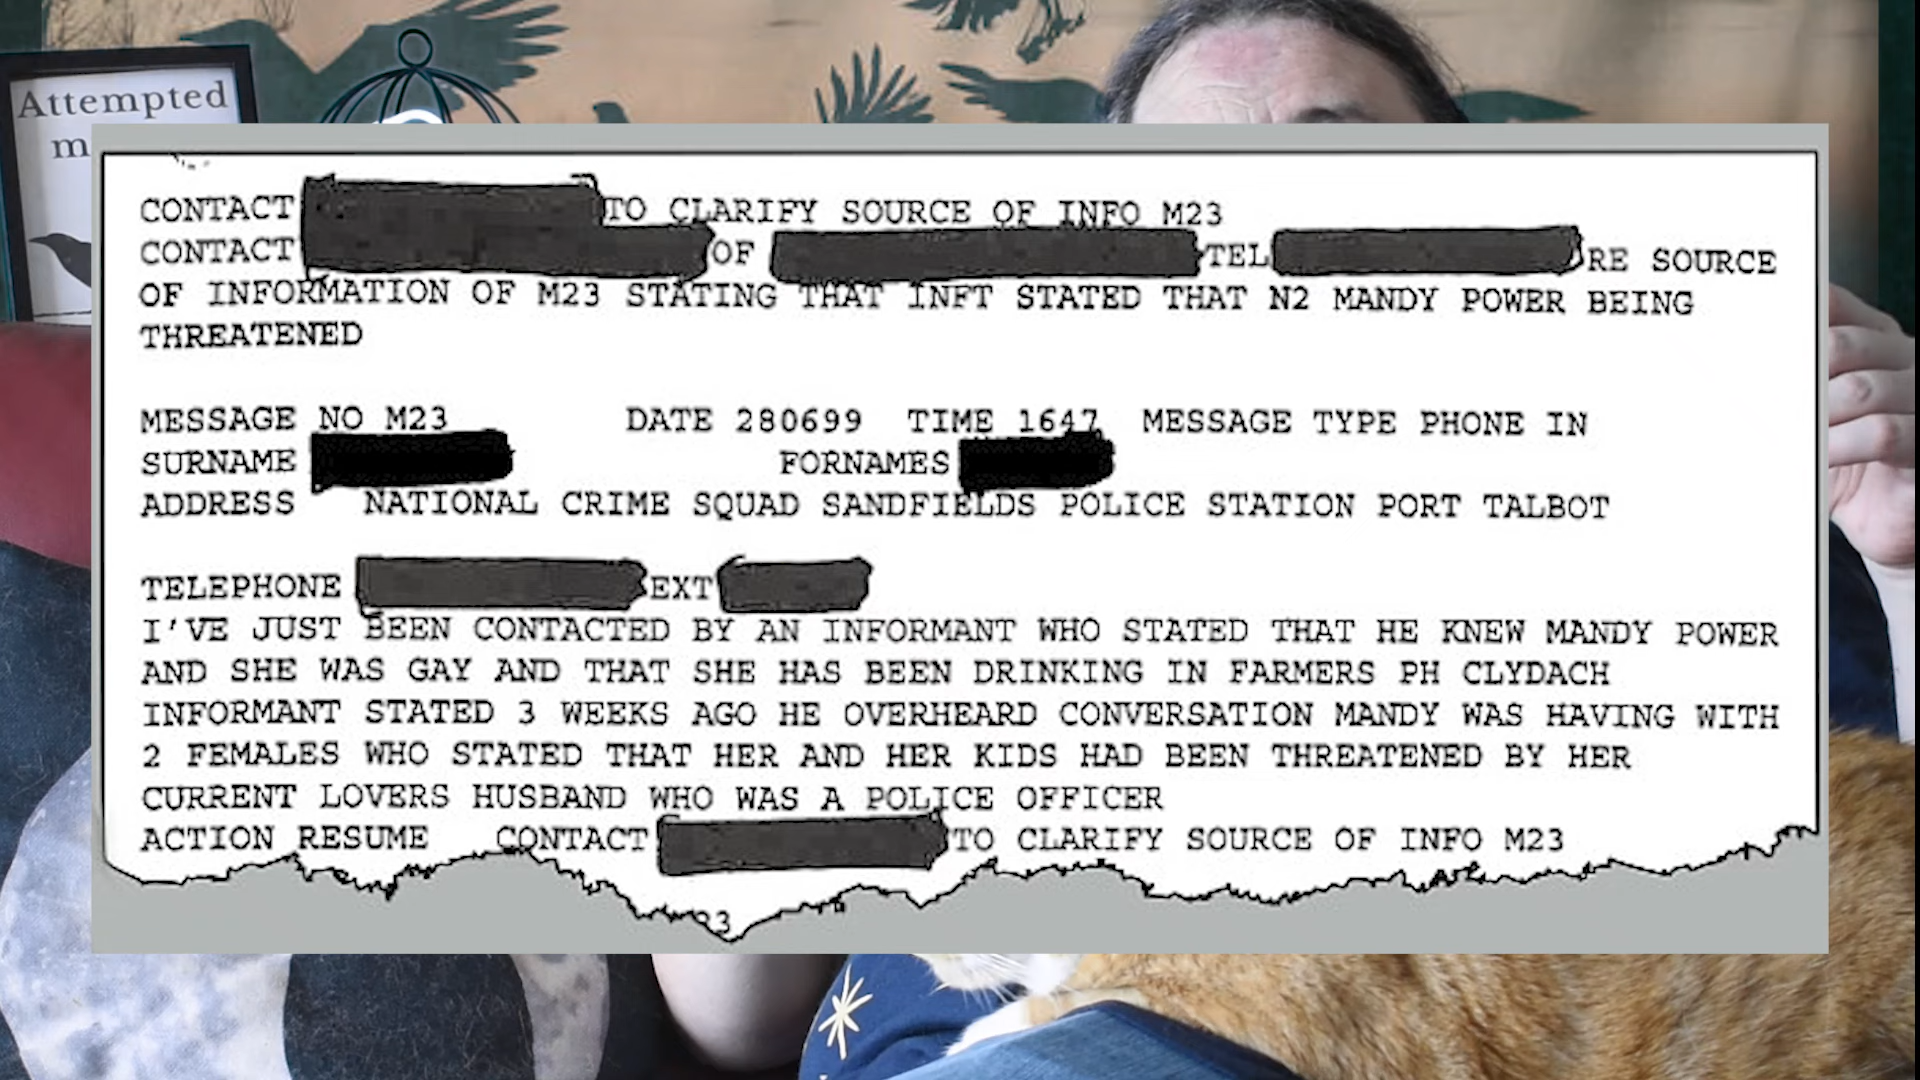 Attempted
m
CONTACT TO CLARIFY SOURCE OF INFO M23
CONTACT OF TEL RE SOURCE
OF INFORMATION OF M23 STATING THAT INFT STATED THAT N2 MANDY POWER BEING
THREATENED
MESSAGE NO M23 DATE 280699 TIME 1647 MESSAGE TYPE PHONE IN
SURNAME FORNAMES
ADDRESS NATIONAL CRIME SQUAD SANDFIELDS POLICE STATION PORT TALBOT
TELEPHONE EXT
I'VE JUST BEEN CONTACTED BY AN INFORMANT WHO STATED THAT HE KNEW MANDY POWER
AND SHE WAS GAY AND THAT SHE HAS BEEN DRINKING IN FARMERS PH CLYDACH
INFORMANT STATED 3 WEEKS AGO HE OVERHEARD CONVERSATION MANDY WAS HAVING WITH
2 FEMALES WHO STATED THAT HER AND HER KIDS HAD BEEN THREATENED BY HER
CURRENT LOVERS HUSBAND WHO WAS A POLICE OFFICER
ACTION RESUME CONTACT TO CLARIFY SOURCE OF INFO M23